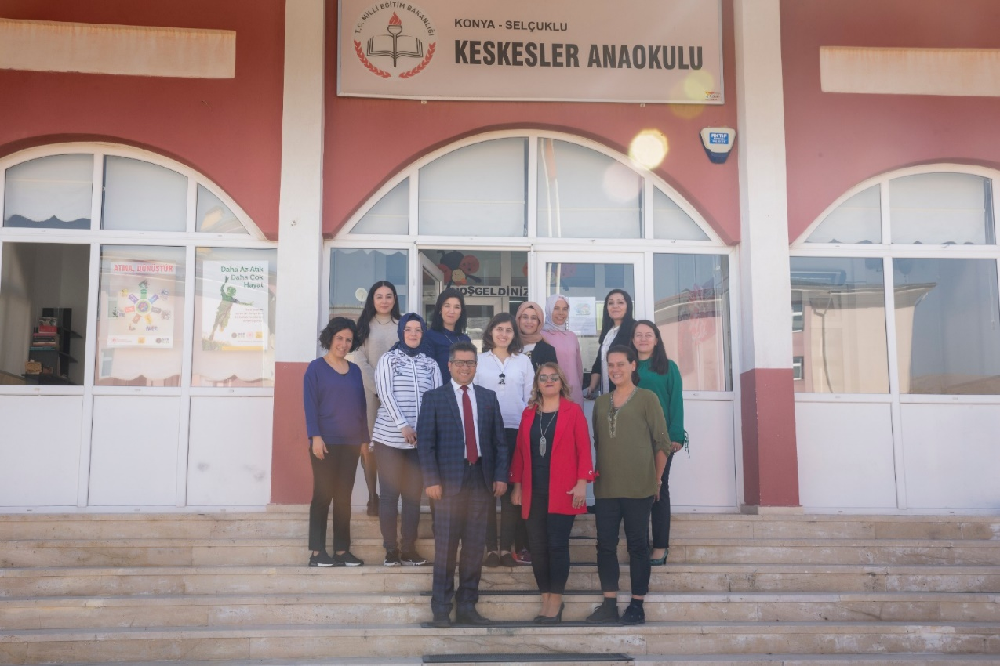 T.C. MİLLÎ EĞİTİM BAKANLIĞI
KONYA - SELÇUKLU
KESKESLER ANAOKULU
AKTİF
HOŞGELDİNİZ
ATMA, DÖNÜŞTÜR
Daha Az Atık
Daha Çok
Hayat